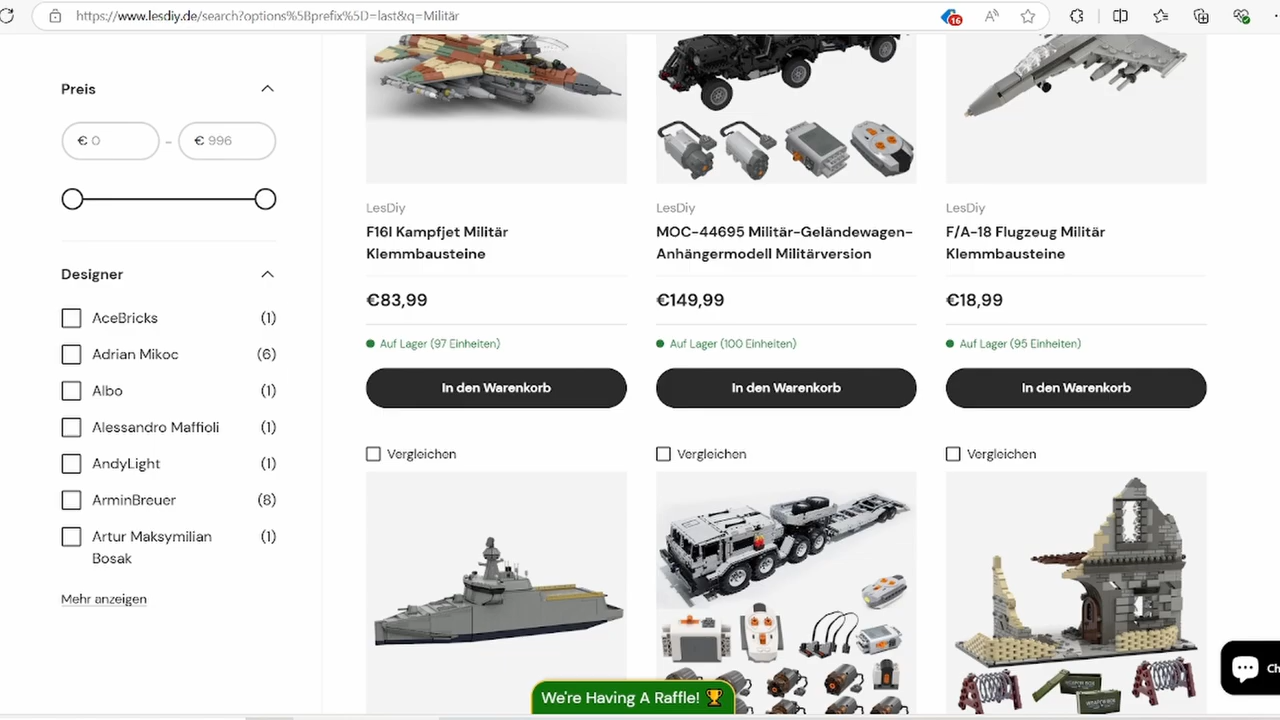 https://www.lesdiy.de/search?options%5Bprefix%5D=last&q=Militär
16
Preis
€ 0
–
€ 996
Designer
AceBricks (1)
Adrian Mikoc (6)
Albo (1)
Alessandro Maffioli (1)
AndyLight (1)
ArminBreuer (8)
Artur Maksymilian (1)
Bosak
Mehr anzeigen
LesDiy
F16I Kampfjet Militär
Klemmbausteine
€83,99
Auf Lager (97 Einheiten)
In den Warenkorb
LesDiy
MOC-44695 Militär-Geländewagen-
Anhängermodell Militärversion
€149,99
Auf Lager (100 Einheiten)
In den Warenkorb
LesDiy
F/A-18 Flugzeug Militär
Klemmbausteine
€18,99
Auf Lager (95 Einheiten)
In den Warenkorb
Vergleichen
Vergleichen
Vergleichen
We're Having A Raffle!
Ch